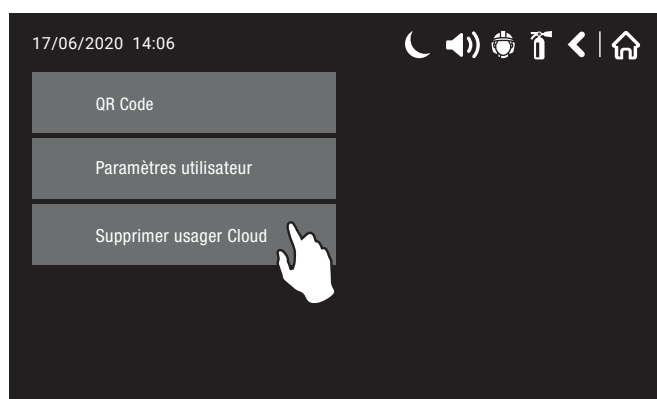 17/06/2020 14:06
QR Code
Paramètres utilisateur
Supprimer usager Cloud